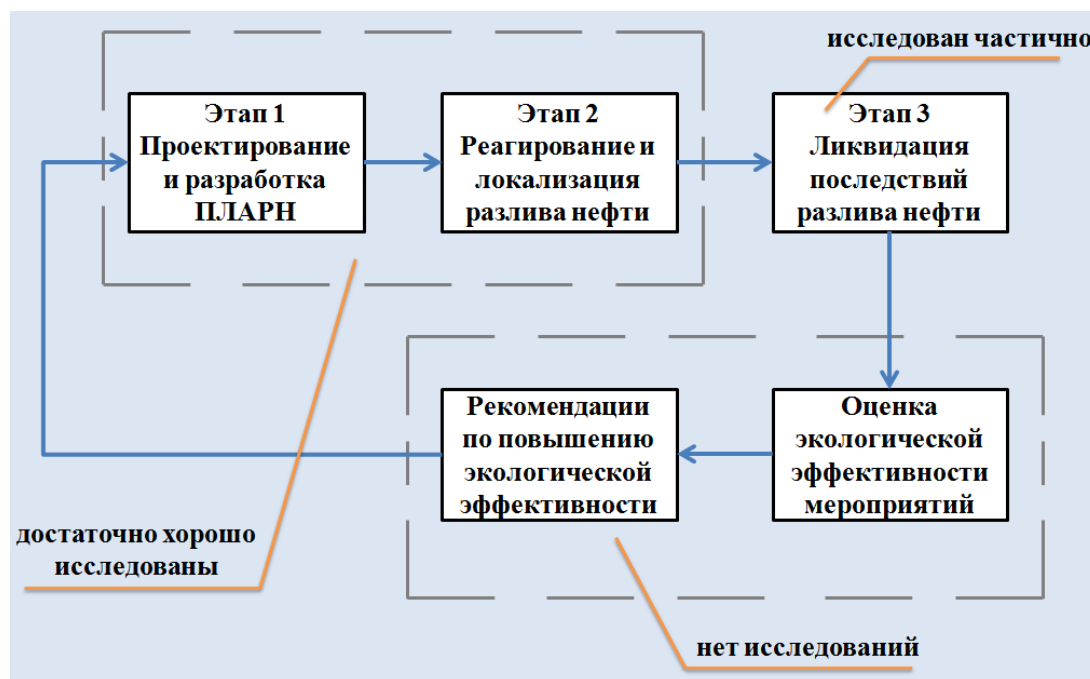 исследован частично
Этап 1
Проектирование
и разработка
ПЛАРН
Этап 2
Реагирование и
локализация
разлива нефти
Этап 3
Ликвидация
последствий
разлива нефти
Рекомендации
по повышению
экологической
эффективности
Оценка
экологической
эффективности
мероприятий
достаточно хорошо
исследованы
нет исследований